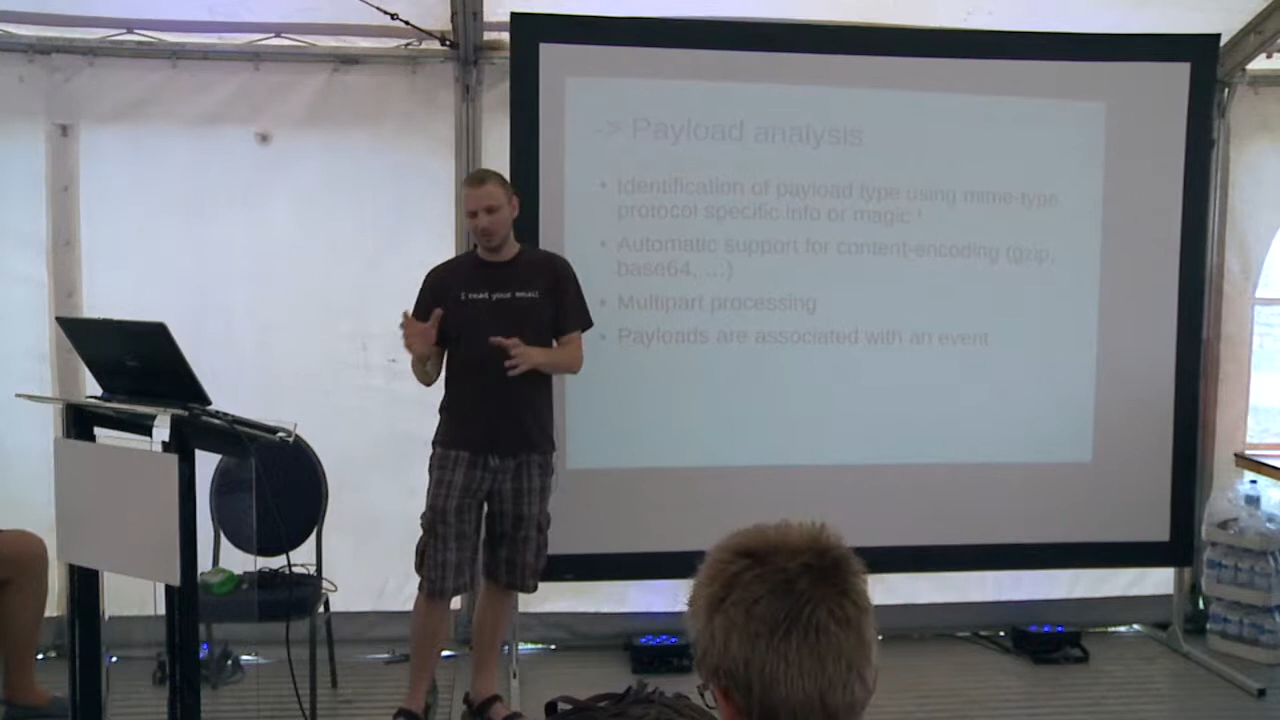 -> Payload analysis
• Identification of payload type using mime-type
protocol specific info or magic !
• Automatic support for content-encoding (gzip,
base64, ...)
• Multipart processing
• Payloads are associated with an event
I read your email